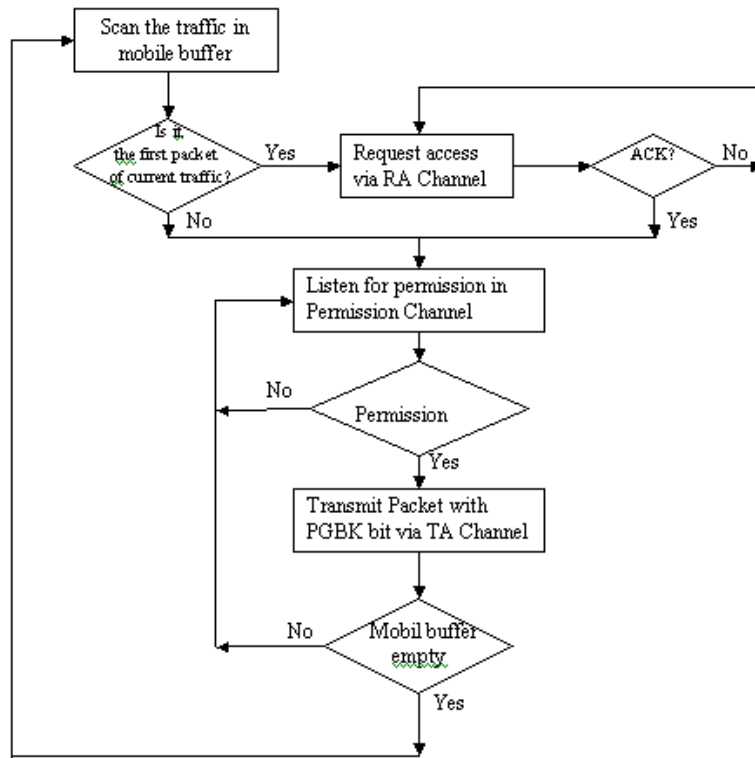 Scan the traffic in
mobile buffer
Is it
the first packet
of current traffic?
Yes
Request access
via RA Channel
ACK?
No
No
Yes
Listen for permission in
Permission Channel
No
Permission
Yes
Transmit Packet with
PGBK bit via TA Channel
No
Mobil buffer
empty
Yes